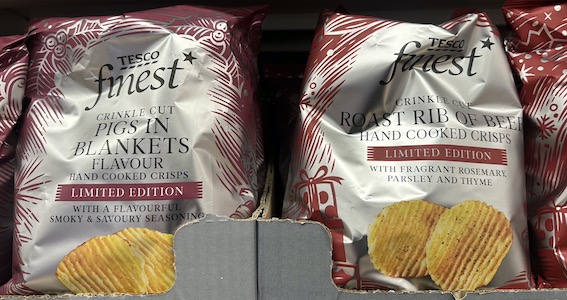 TESCO
finest
CRINKLE CUT
PIGS IN
BLANKETS
FLAVOUR
HAND COOKED CRISPS
LIMITED EDITION
WITH A FLAVOURFUL
SMOKY & SAVOURY SEASONING
TESCO
finest
CRINKLE CUT
ROAST RIB OF BEEF
HAND COOKED CRISPS
LIMITED EDITION
WITH FRAGRANT ROSEMARY,
PARSLEY AND THYME